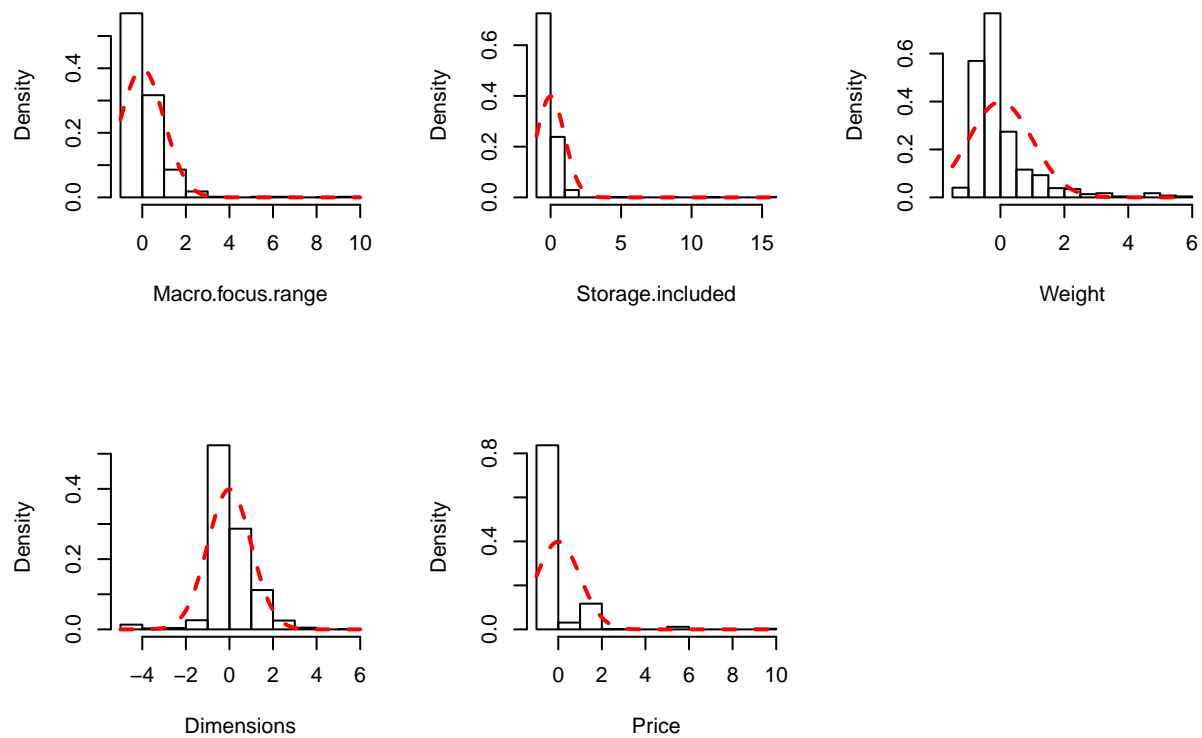 Density
0.0 0.2 0.4
0 2 4 6 8 10
Macro.focus.range
Density
0.0 0.2 0.4 0.6
0 5 10 15
Storage.included
Density
0.0 0.2 0.4 0.6
0 2 4 6
Weight
Density
0.0 0.2 0.4
−4 −2 0 2 4 6
Dimensions
Density
0.0 0.4 0.8
0 2 4 6 8 10
Price